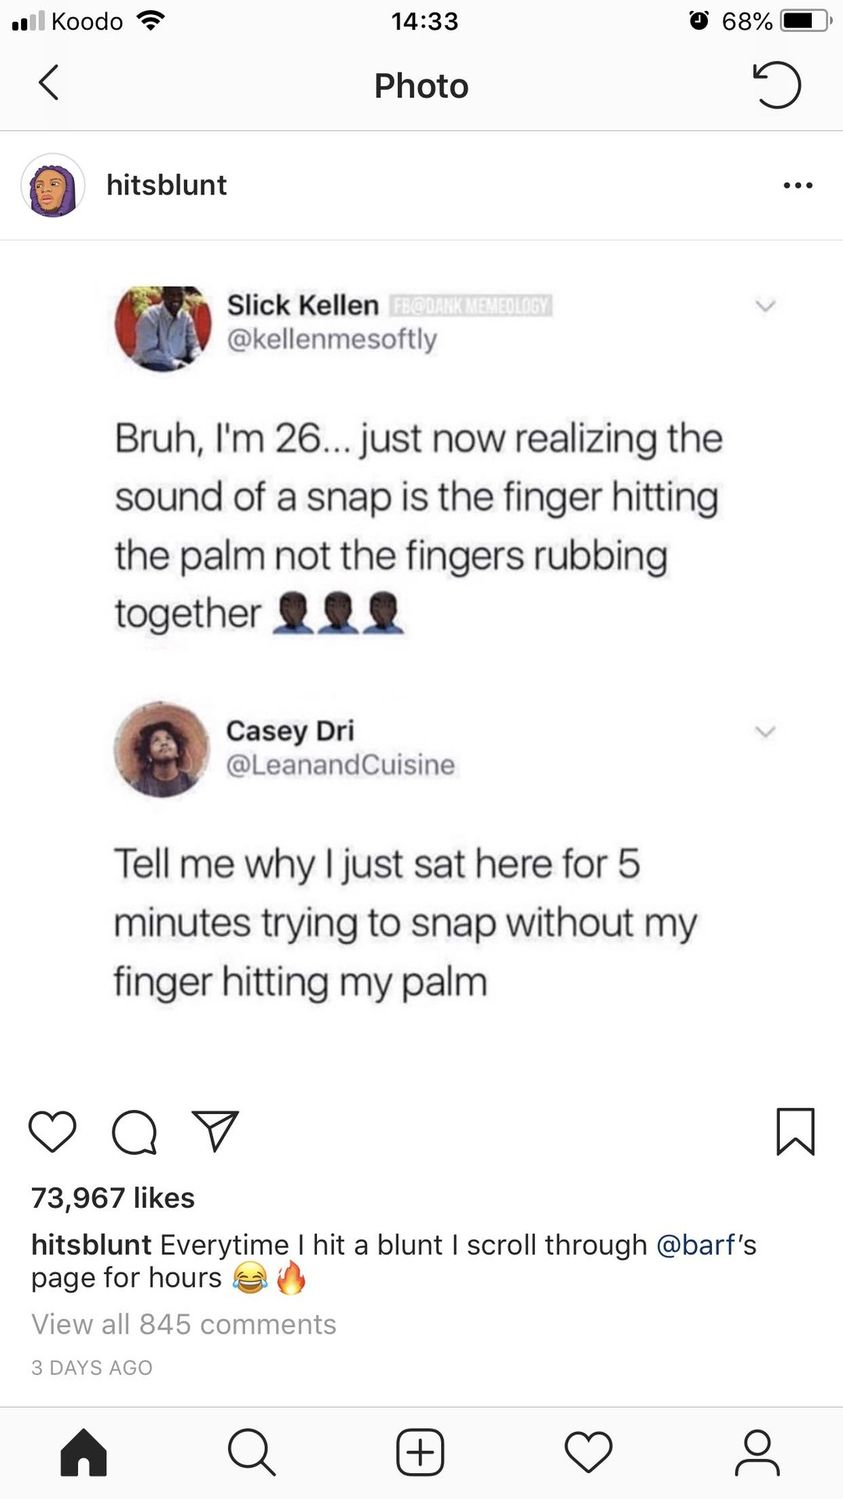 Koodo 14:33 68%
Photo
hitsblunt
Slick Kellen FB@DANK MEMEOLOGY
@kellenmesoftly
Bruh, I'm 26... just now realizing the
sound of a snap is the finger hitting
the palm not the fingers rubbing
together 🤦🏿‍♂️🤦🏿‍♂️🤦🏿‍♂️
Casey Dri
@LeanandCuisine
Tell me why I just sat here for 5
minutes trying to snap without my
finger hitting my palm
73,967 likes
hitsblunt Everytime I hit a blunt I scroll through @barf's
page for hours 😂🔥
View all 845 comments
3 DAYS AGO